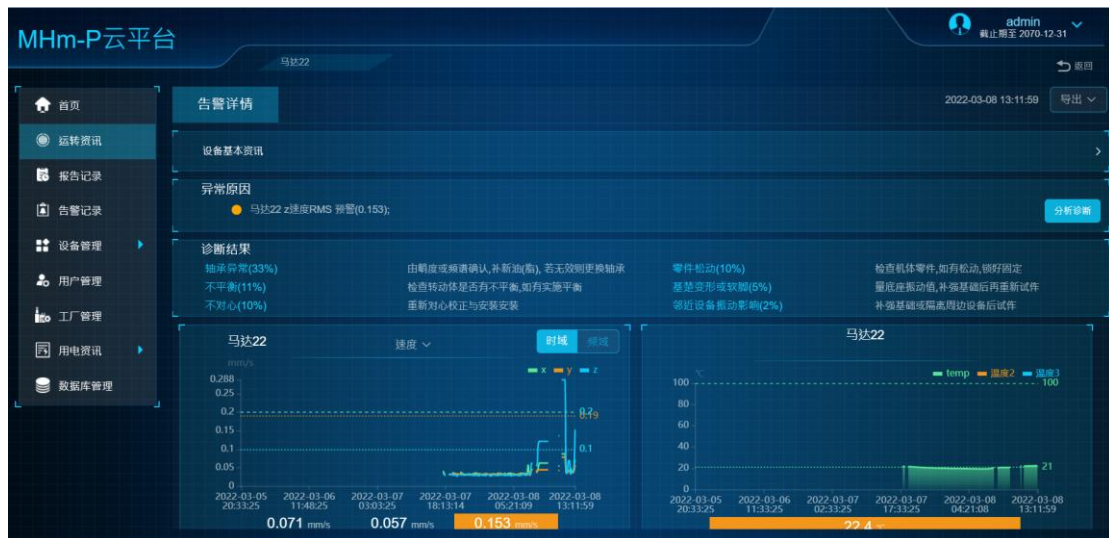 MHm-P云平台
admin
截止期至 2070-12-31
马达22
返回
首页
运转资讯
报告记录
告警记录
设备管理
用户管理
工厂管理
用电资讯
数据库管理
告警详情
2022-03-08 13:11:59
导出
设备基本资讯
异常原因
马达22 z速度RMS 预警(0.153);
分析诊断
诊断结果
轴承异常(33%) 由峭度或频谱确认,补新油(脂), 若无效则更换轴承 零件松动(10%) 检查机体零件,如有松动,锁好固定
不平衡(11%) 检查转动体是否有不平衡,如有实施平衡 基楚变形或软脚(5%) 量底座振动值,补强基础后再重新试件
不对心(10%) 重新对心校正与安装安装 邻近设备振动影响(2%) 补强基础或隔离周边设备后试件
马达22
速度
时域 频域
mm/s
x y z
0.288
0.25
0.2
0.15
0.1
0.05
0
0.2
0.19
0.1
2022-03-05 2022-03-06 2022-03-07 2022-03-07 2022-03-08 2022-03-08
20:33:25 11:48:25 03:03:25 18:13:14 05:21:09 13:11:59
0.071 mm/s 0.057 mm/s 0.153 mm/s
马达22
℃
temp 温度2 温度3
100
80
60
40
20
0
100
21
2022-03-05 2022-03-06 2022-03-07 2022-03-07 2022-03-08 2022-03-08
20:33:25 11:33:25 02:33:25 17:33:25 04:21:08 13:11:59
22.4 ℃